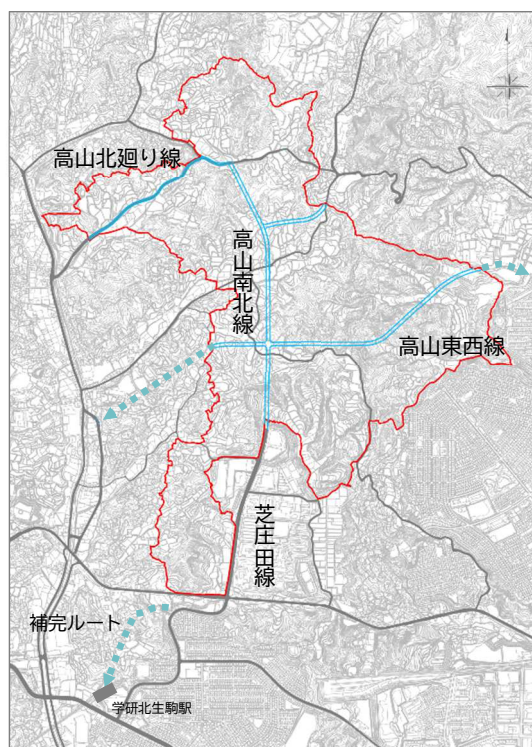 高山北廻り線
高山南北線
高山東西線
芝庄田線
補完ルート
学研北生駒駅